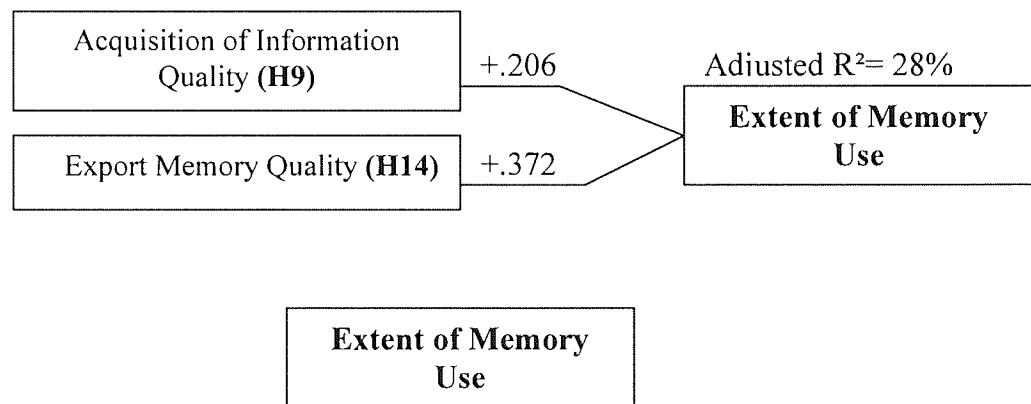 Acquisition of Information
Quality (H9)
+.206
Adiusted R²= 28%
Extent of Memory
Use
Export Memory Quality (H14)
+.372
Extent of Memory
Use